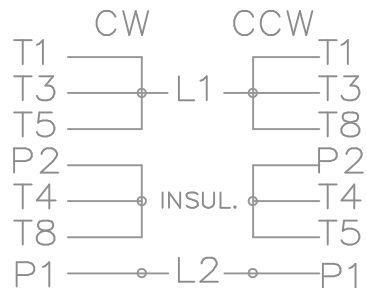 CW CCW
T1 T1
T3 L1 T3
T5 T8
P2 P2
T4 INSUL. T4
T8 T5
P1 L2 P1